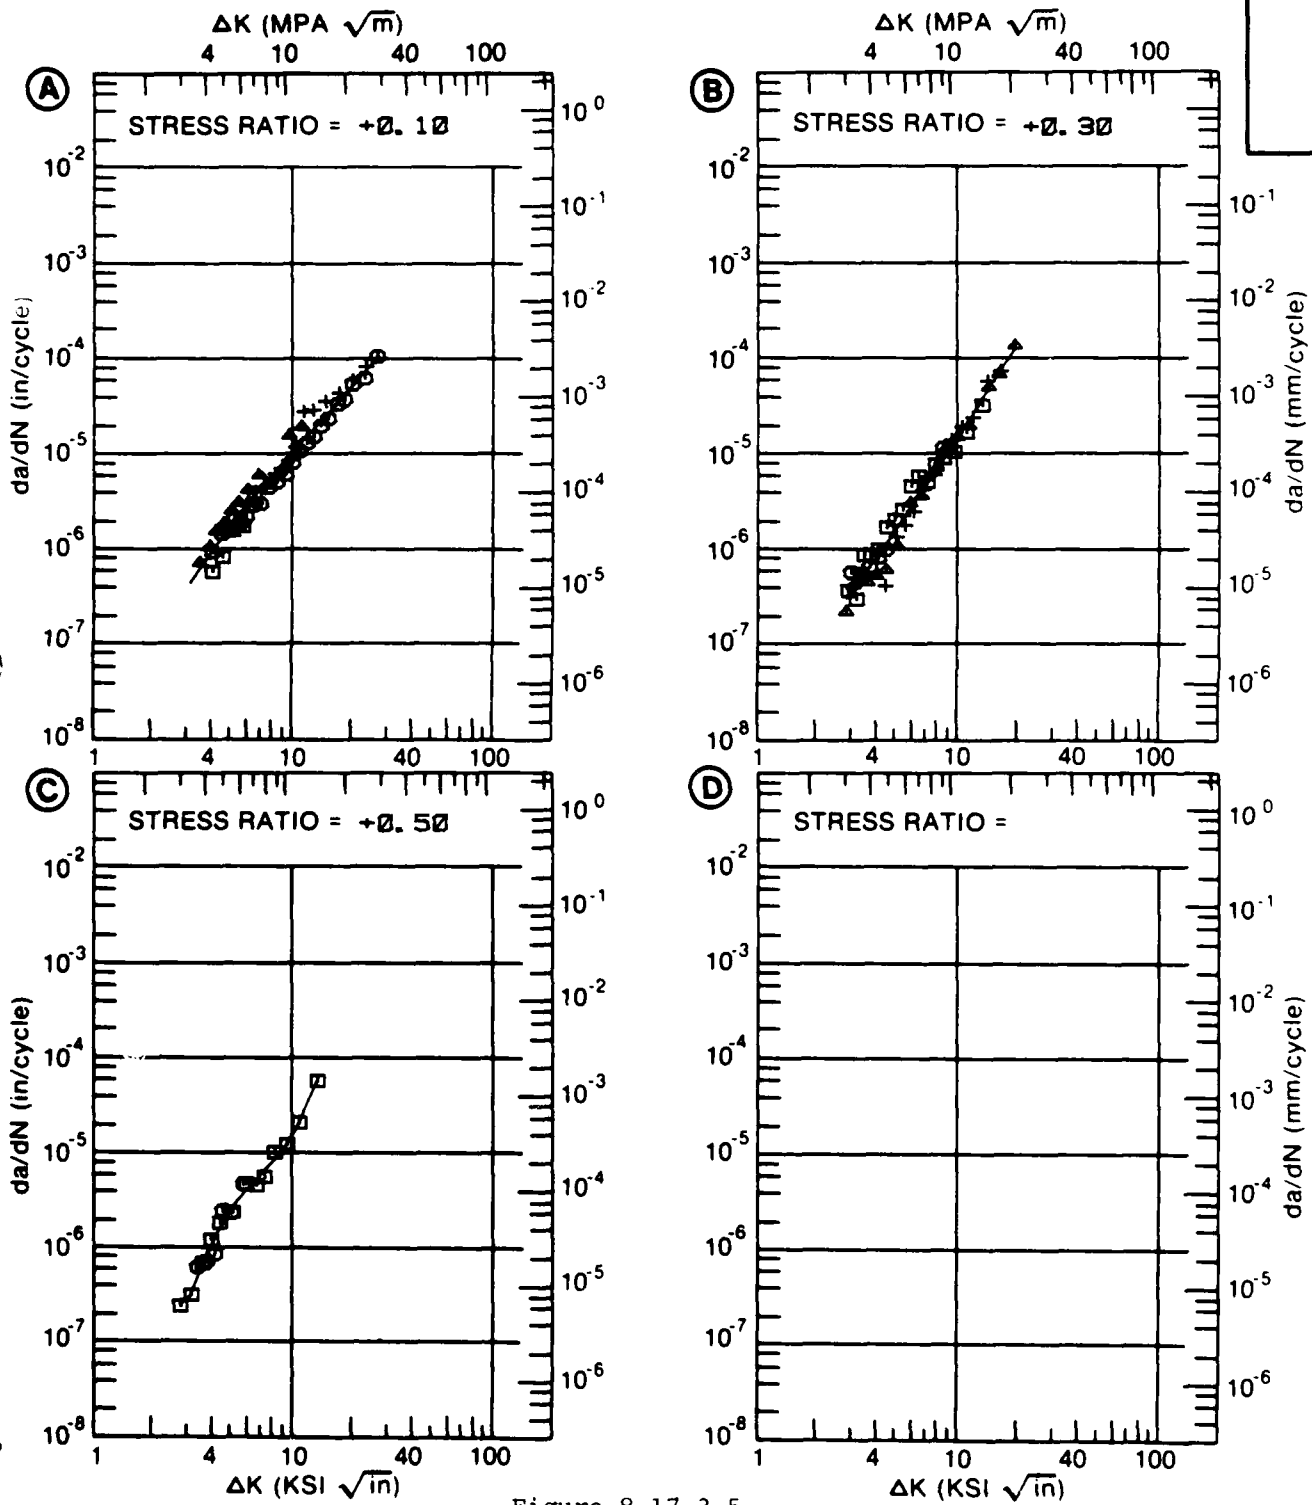 ΔK (MPA √m)
4 10 40 100
A
STRESS RATIO = +0.10
10^0
10^-1
10^-2
10^-3
10^-4
10^-5
10^-6
10^-2
10^-3
10^-4
10^-5
10^-6
10^-7
10^-8
da/dN (in/cycle)
1 4 10 40 100
ΔK (MPA √m)
4 10 40 100
B
STRESS RATIO = +0.30
10^-2
10^-3
10^-4
10^-5
10^-6
10^-7
10^-8
10^-1
10^-2
10^-3
10^-4
10^-5
10^-6
da/dN (mm/cycle)
1 4 10 40 100
C
STRESS RATIO = +0.50
10^0
10^-1
10^-2
10^-3
10^-4
10^-5
10^-6
10^-2
10^-3
10^-4
10^-5
10^-6
10^-7
10^-8
da/dN (in/cycle)
1 4 10 40 100
ΔK (KSI √in)
D
STRESS RATIO =
10^0
10^-1
10^-2
10^-3
10^-4
10^-5
10^-6
10^-2
10^-3
10^-4
10^-5
10^-6
10^-7
10^-8
da/dN (mm/cycle)
1 4 10 40 100
ΔK (KSI √in)
Figure 8.17.3.5